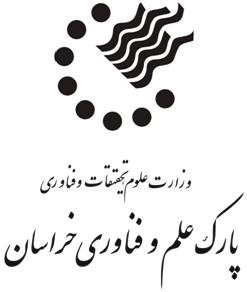 وزارت علوم تحقیقات و فناوری
پارک علم و فناوری خراسان